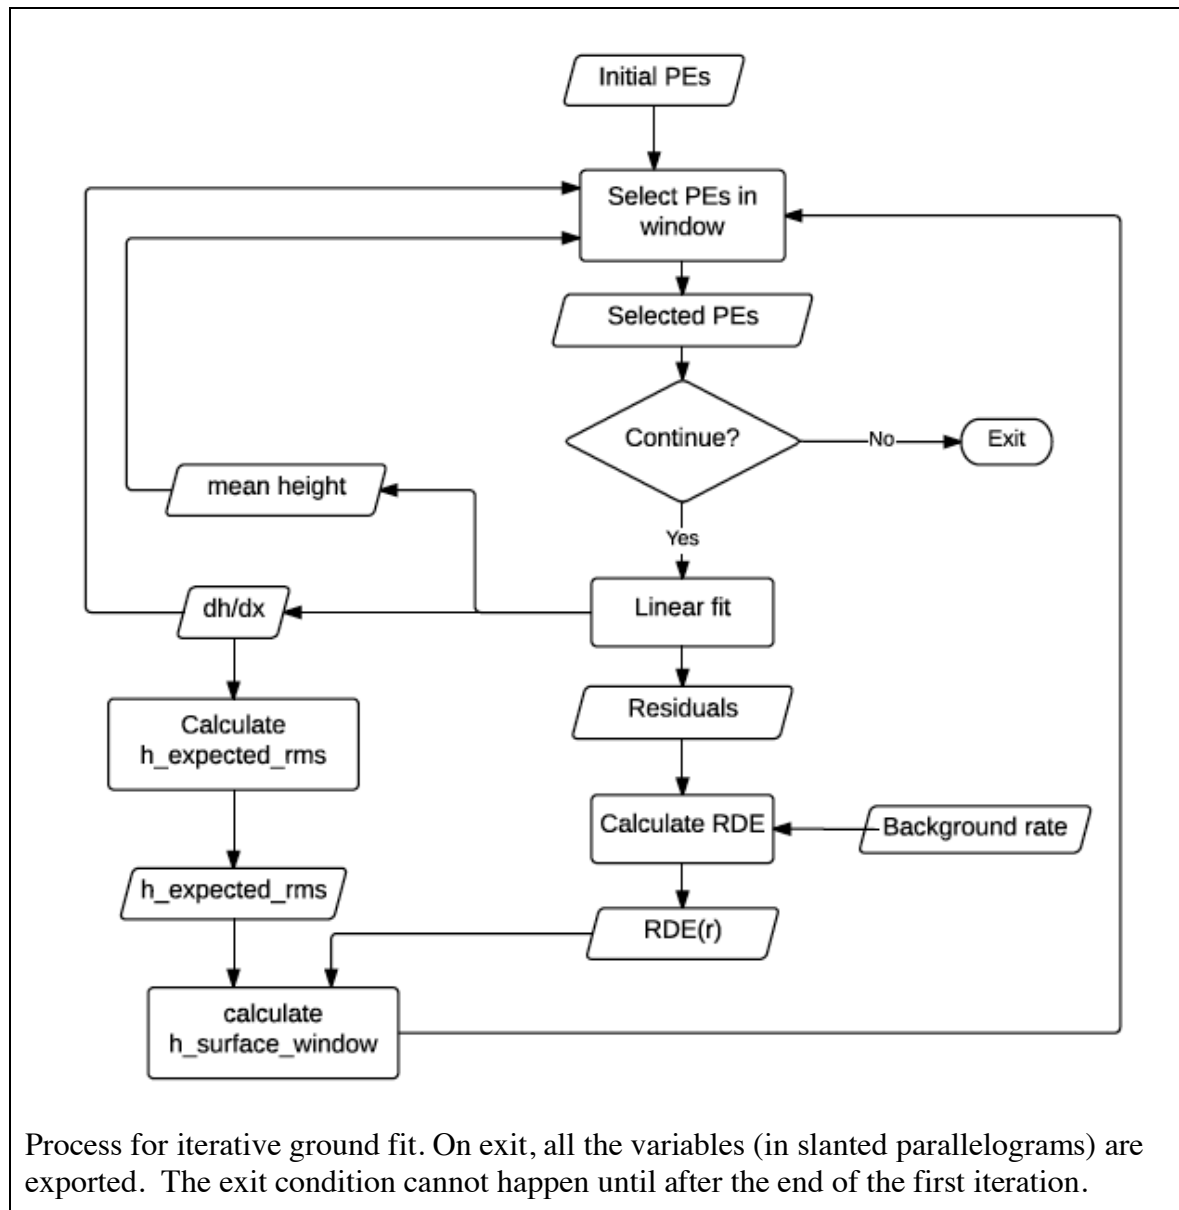 Initial PEs
Select PEs in
window
Selected PEs
Continue?
No
Exit
mean height
Yes
dh/dx
Linear fit
Residuals
Calculate
h_expected_rms
Calculate RDE
Background rate
h_expected_rms
RDE(r)
calculate
h_surface_window
Process for iterative ground fit. On exit, all the variables (in slanted parallelograms) are
exported.  The exit condition cannot happen until after the end of the first iteration.